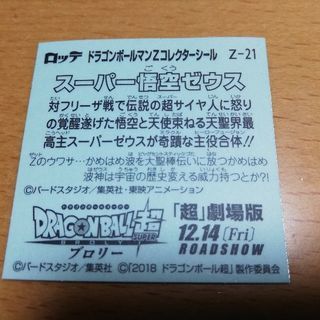 ロッテ ドラゴンボールマンZコレクターシール Z-21
スーパー悟空ゼウス
対フリーザ戦で伝説の超サイヤ人に怒り
の覚醒遂げた悟空と天使束ねる天聖界最
高主スーパーゼウスが奇蹟な主役合体!!
Zのウワサ…かめはめ波を大聖棒伝いに放つかめはめ
波神は宇宙の歴史変える威力持つとか?!
©バードスタジオ/集英社・東映アニメーション
DRAGONBALL超
SUPER
BROLY
ブロリー
「超」劇場版
12.14 [Fri]
ROADSHOW
©バードスタジオ/集英社 ©「2018 ドラゴンボール超」製作委員会